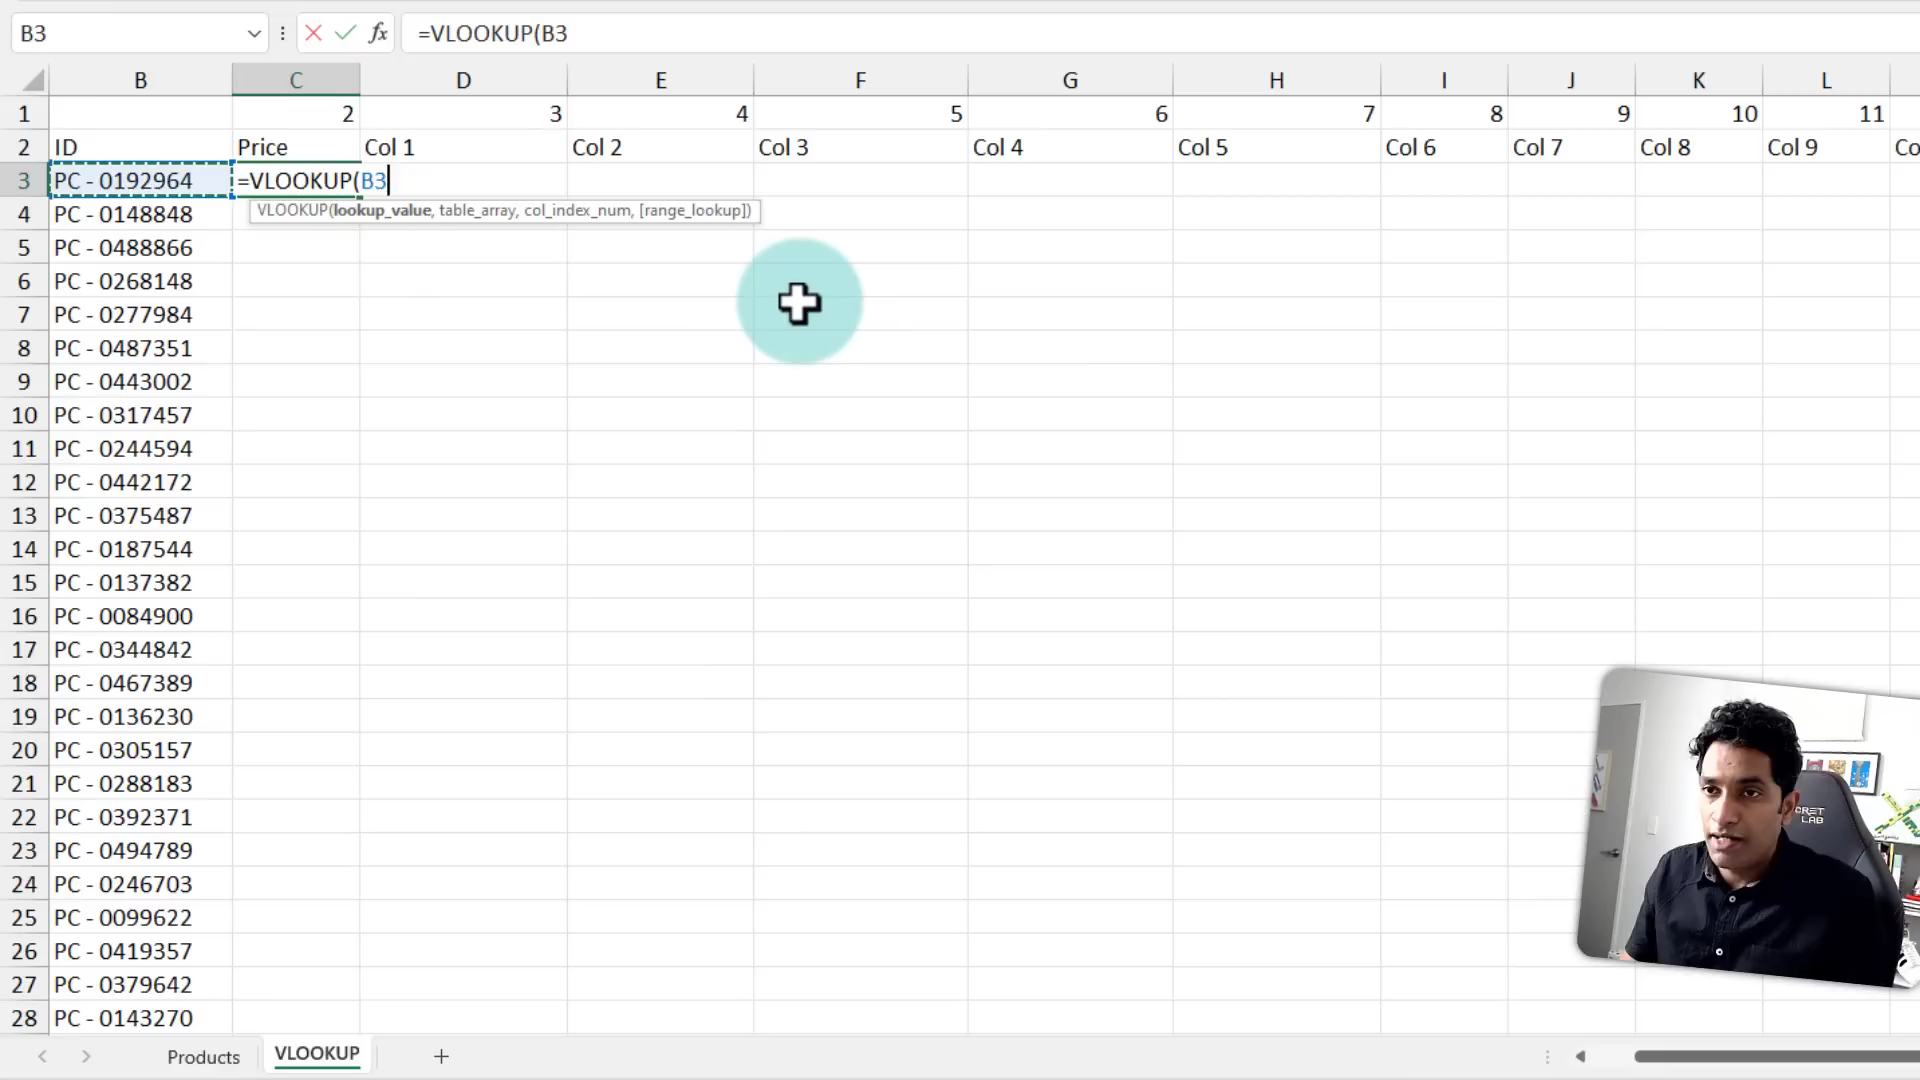 B3 fx =VLOOKUP(B3
B C D E F G H I J K L
1 2 3 4 5 6 7 8 9 10 11
2 ID Price Col 1 Col 2 Col 3 Col 4 Col 5 Col 6 Col 7 Col 8 Col 9 Co
3 PC - 0192964 =VLOOKUP(B3
VLOOKUP(lookup_value, table_array, col_index_num, [range_lookup])
4 PC - 0148848
5 PC - 0488866
6 PC - 0268148
7 PC - 0277984
8 PC - 0487351
9 PC - 0443002
10 PC - 0317457
11 PC - 0244594
12 PC - 0442172
13 PC - 0375487
14 PC - 0187544
15 PC - 0137382
16 PC - 0084900
17 PC - 0344842
18 PC - 0467389
19 PC - 0136230
20 PC - 0305157
21 PC - 0288183
22 PC - 0392371
23 PC - 0494789
24 PC - 0246703
25 PC - 0099622
26 PC - 0419357
27 PC - 0379642
28 PC - 0143270
CRET
LAB
Products VLOOKUP